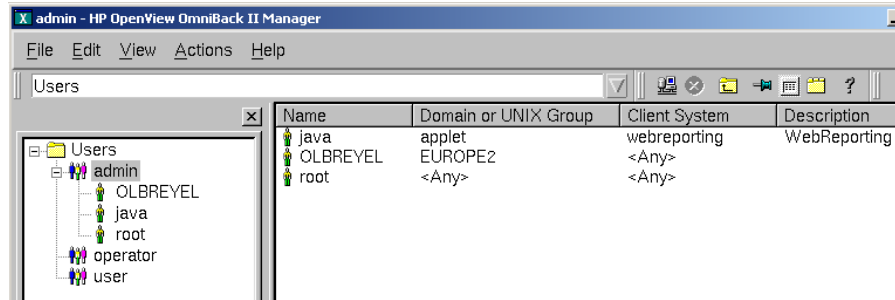 admin - HP OpenView OmniBack II Manager
File Edit View Actions Help
Users
Name Domain or UNIX Group Client System Description
java applet webreporting WebReporting
OLBREYEL EUROPE2 <Any>
root <Any> <Any>
Users
admin
OLBREYEL
java
root
operator
user